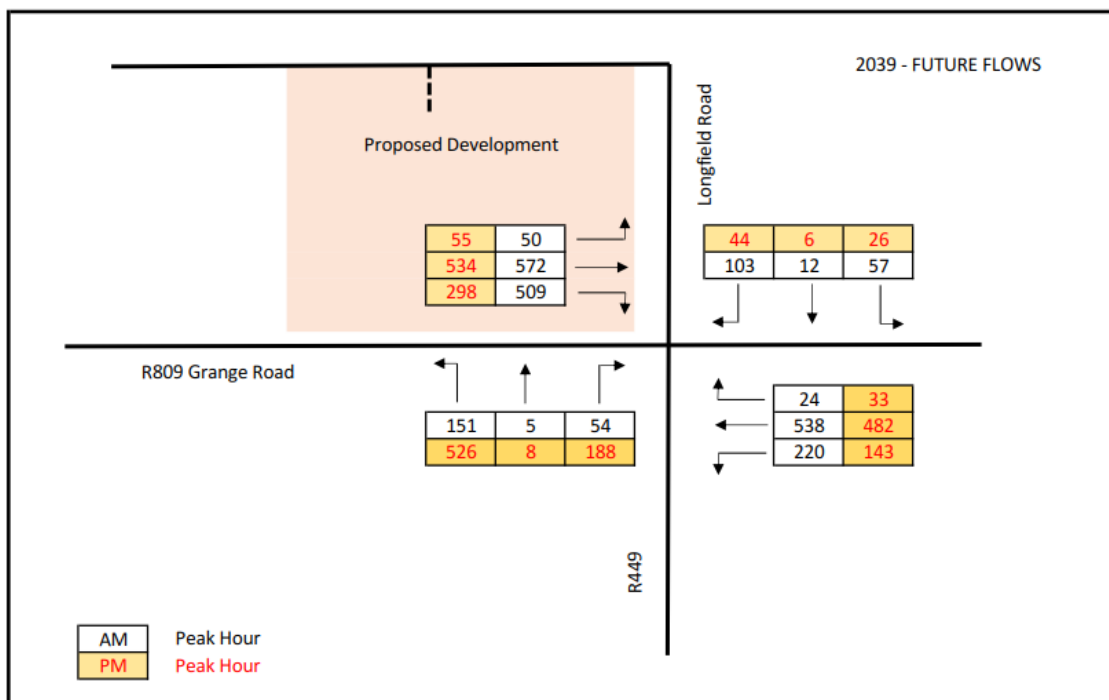 2039 - FUTURE FLOWS
Longfield Road
Proposed Development
55 50
534 572
298 509
44 6 26
103 12 57
R809 Grange Road
151 5 54
526 8 188
24 33
538 482
220 143
R449
AM Peak Hour
PM Peak Hour